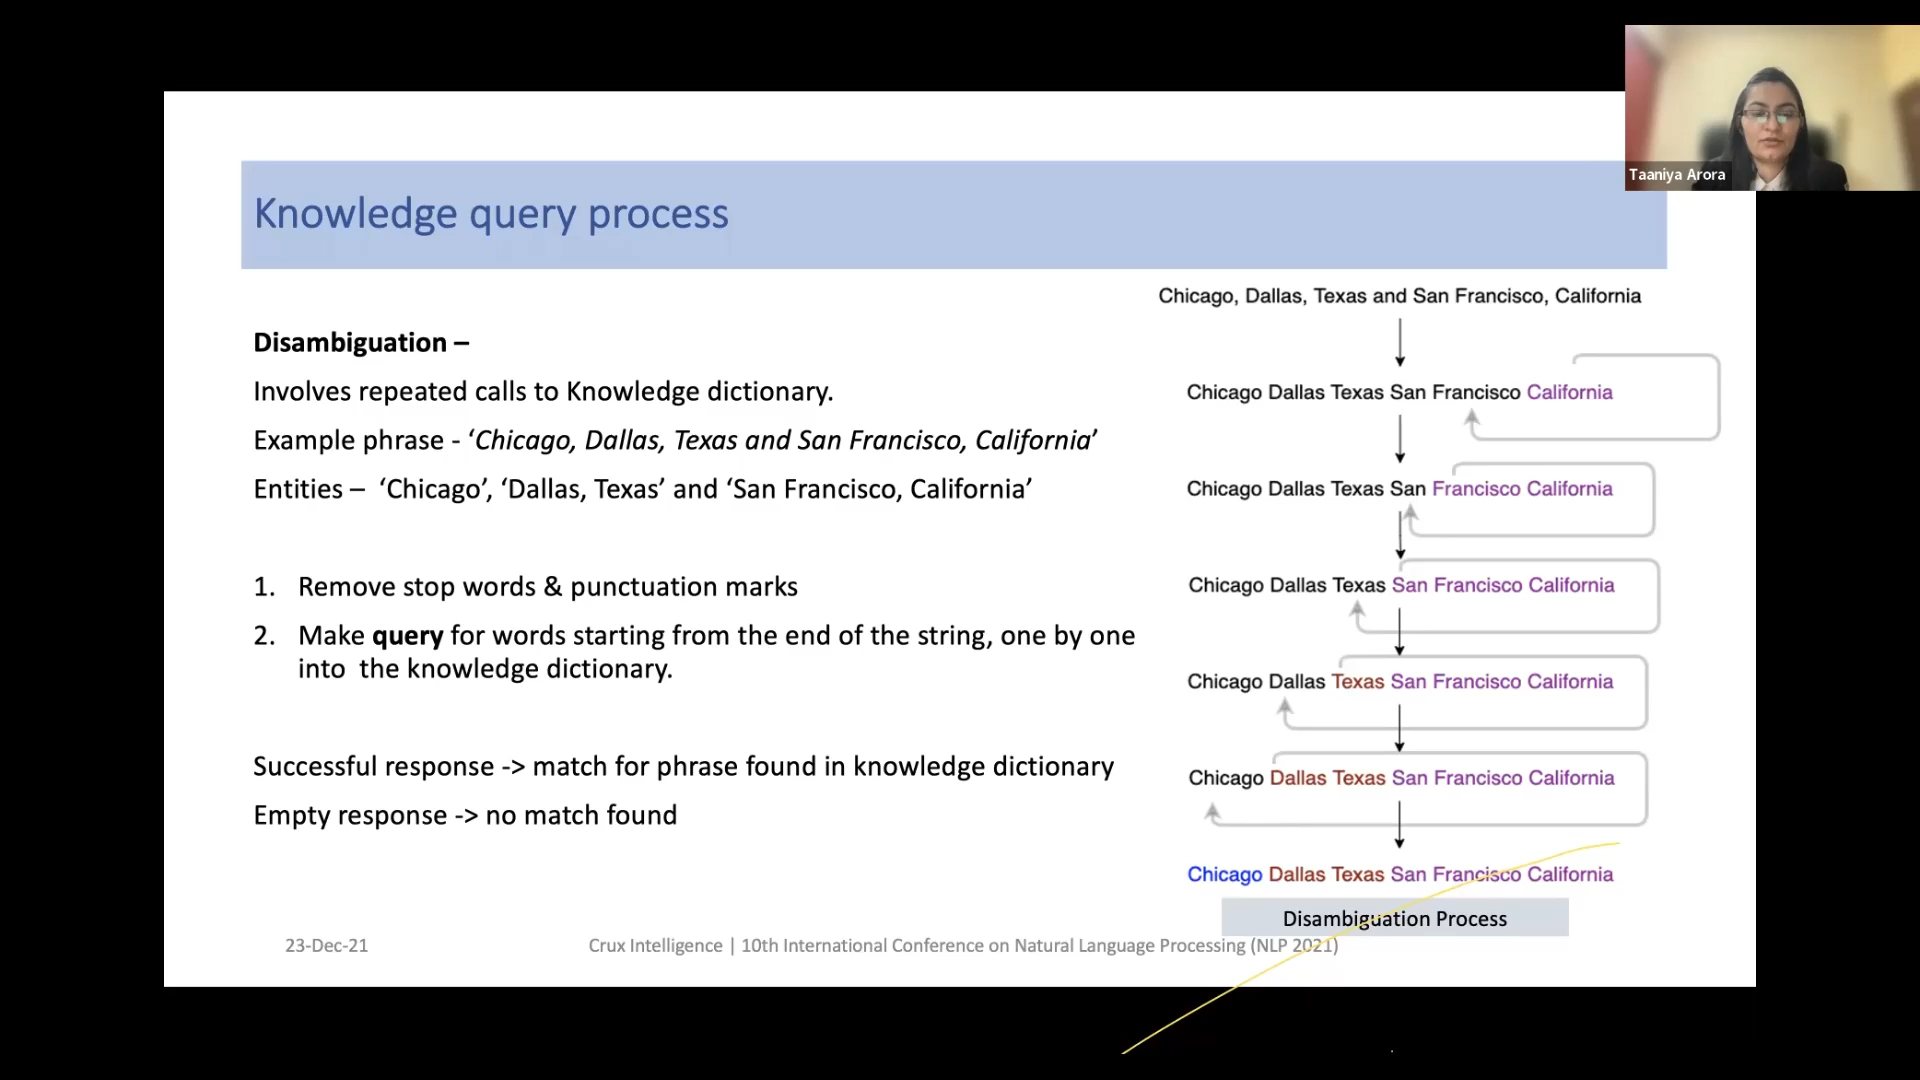 Taaniya Arora
Knowledge query process
Disambiguation –
Involves repeated calls to Knowledge dictionary.
Example phrase - ‘Chicago, Dallas, Texas and San Francisco, California’
Entities – ‘Chicago’, ‘Dallas, Texas’ and ‘San Francisco, California’
1. Remove stop words & punctuation marks
2. Make query for words starting from the end of the string, one by one
into the knowledge dictionary.
Successful response -> match for phrase found in knowledge dictionary
Empty response -> no match found
Chicago, Dallas, Texas and San Francisco, California
Chicago Dallas Texas San Francisco California
Chicago Dallas Texas San Francisco California
Chicago Dallas Texas San Francisco California
Chicago Dallas Texas San Francisco California
Chicago Dallas Texas San Francisco California
Chicago Dallas Texas San Francisco California
Disambiguation Process
23-Dec-21
Crux Intelligence | 10th International Conference on Natural Language Processing (NLP 2021)